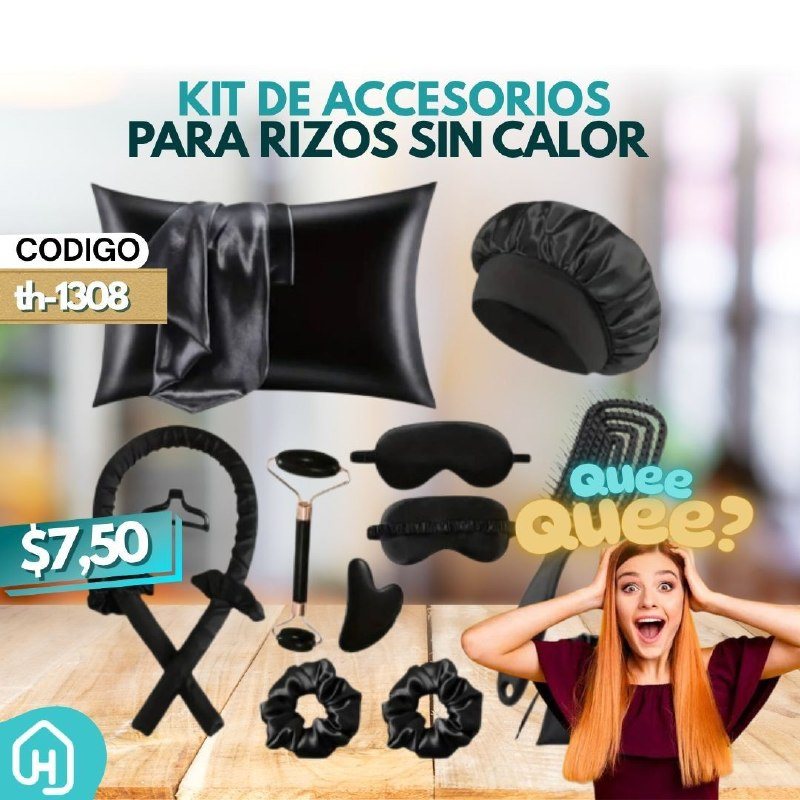 KIT DE ACCESORIOS
PARA RIZOS SIN CALOR
CODIGO
th-1308
Quee
Quee?
$7,50
H